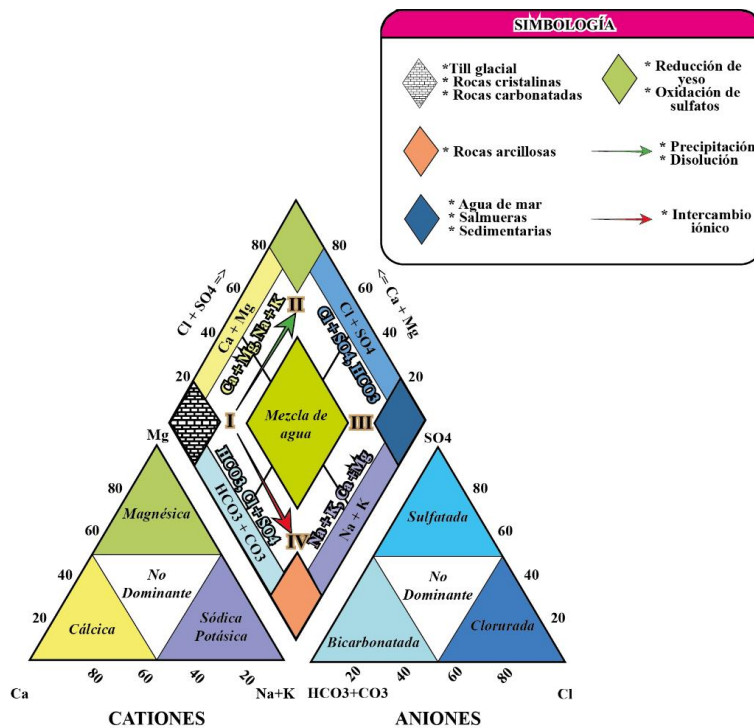 SIMBOLOGÍA
*Till glacial
* Rocas cristalinas
* Rocas carbonatadas
* Reducción de
yeso
* Oxidación de
sulfatos
* Rocas arcillosas
* Precipitación
* Disolución
* Agua de mar
* Salmueras
* Sedimentarias
* Intercambio
iónico
80
80
60
60
40
40
20
20
Cl + SO4 =>
<= Ca + Mg
Ca + Mg
Cl + SO4
II
Ca + Mg, Na + K
Cl + SO4, HCO3
Mezcla de
agua
I
III
HCO3, Cl + SO4
Na + K, Ca + Mg
HCO3 + CO3
Na + K
IV
Mg
SO4
80
60
40
20
Magnésica
No
Dominante
Cálcica
Sódica
Potásica
80
60
40
20
Ca
Na+K
CATIONES
Sulfatada
No
Dominante
Bicarbonatada
Clorurada
80
60
40
20
20
40
60
80
HCO3+CO3
Cl
ANIONES